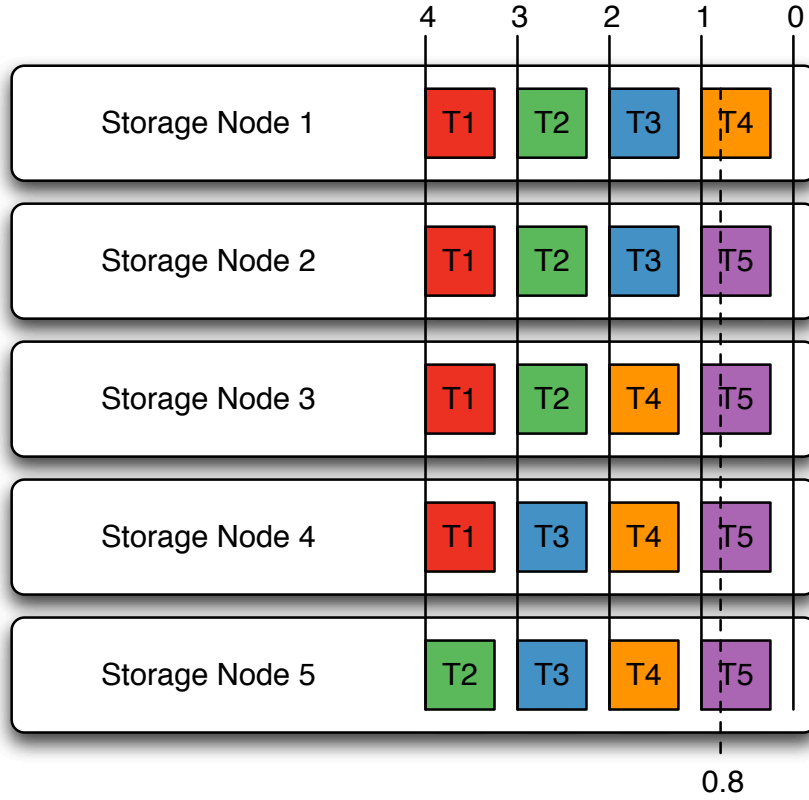 4 3 2 1 0
Storage Node 1 T1 T2 T3 T4
Storage Node 2 T1 T2 T3 T5
Storage Node 3 T1 T2 T4 T5
Storage Node 4 T1 T3 T4 T5
Storage Node 5 T2 T3 T4 T5
0.8